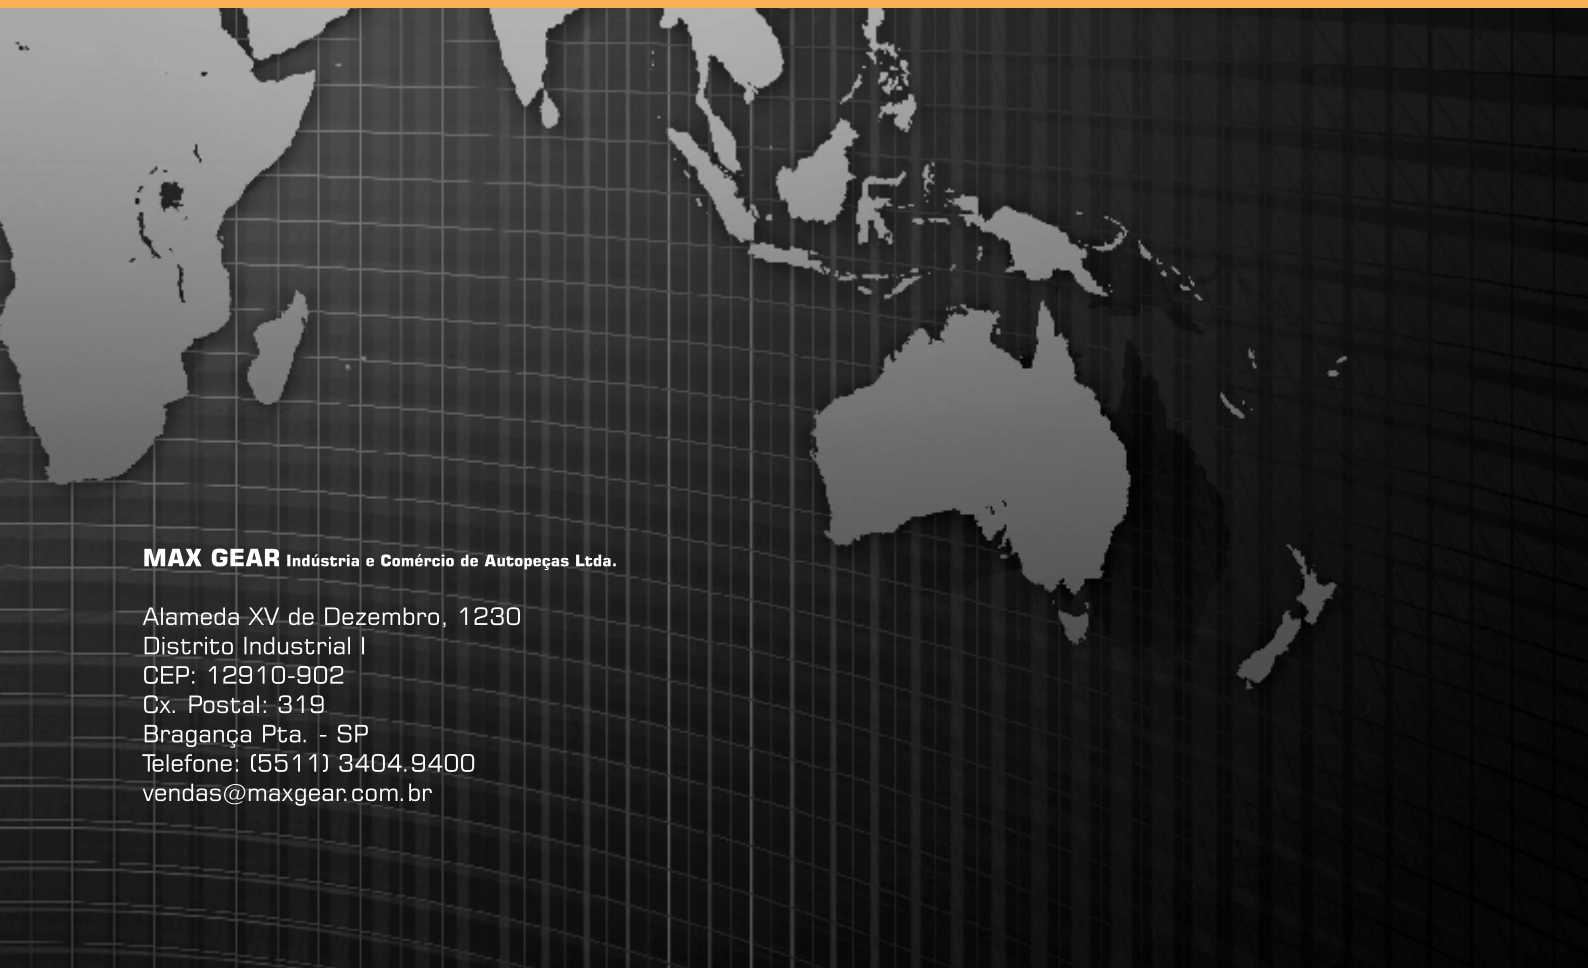 MAX GEAR Indústria e Comércio de Autopeças Ltda.
Alameda XV de Dezembro, 1230
Distrito Industrial I
CEP: 12910-902
Cx. Postal: 319
Bragança Pta. - SP
Telefone: (5511) 3404.9400
vendas@maxgear.com.br